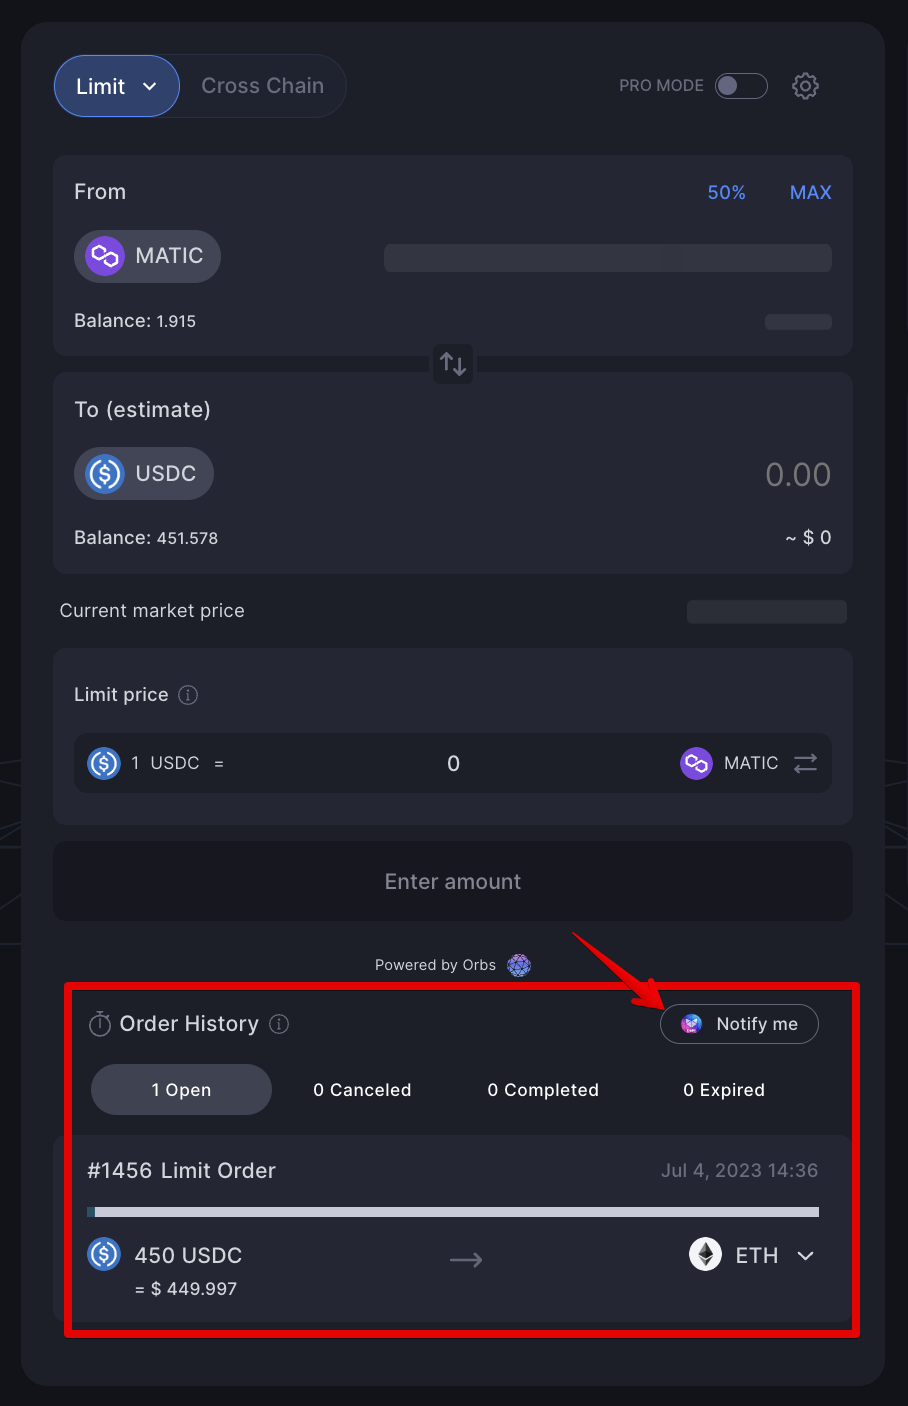 Limit
Cross Chain
PRO MODE
From
50%
MAX
MATIC
Balance: 1.915
To (estimate)
USDC
0.00
Balance: 451.578
~ $ 0
Current market price
Limit price
1 USDC =
0
MATIC
Enter amount
Powered by Orbs
Order History
Notify me
1 Open
0 Canceled
0 Completed
0 Expired
#1456 Limit Order
Jul 4, 2023 14:36
450 USDC
ETH
= $ 449.997